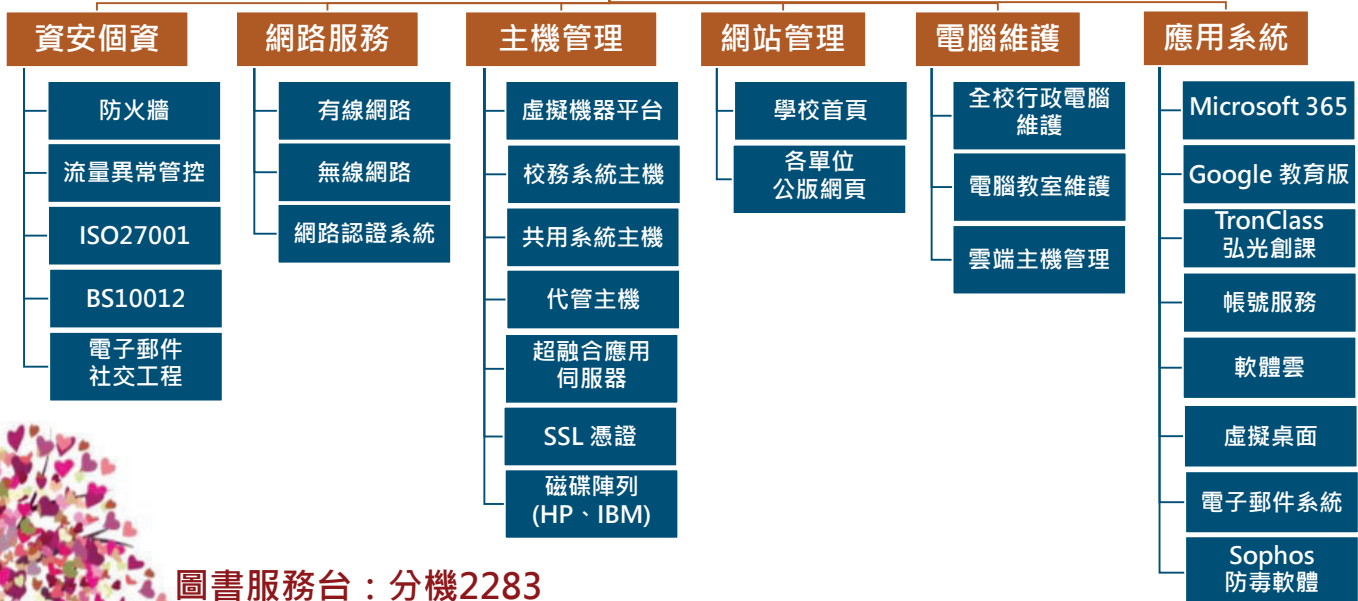 資安個資
防火牆
流量異常管控
ISO27001
BS10012
電子郵件
社交工程
網路服務
有線網路
無線網路
網路認證系統
主機管理
虛擬機器平台
校務系統主機
共用系統主機
代管主機
超融合應用
伺服器
SSL 憑證
磁碟陣列
(HP、IBM)
網站管理
學校首頁
各單位
公版網頁
電腦維護
全校行政電腦
維護
電腦教室維護
雲端主機管理
應用系統
Microsoft 365
Google 教育版
TronClass
弘光創課
帳號服務
軟體雲
虛擬桌面
電子郵件系統
Sophos
防毒軟體
圖書服務台：分機2283